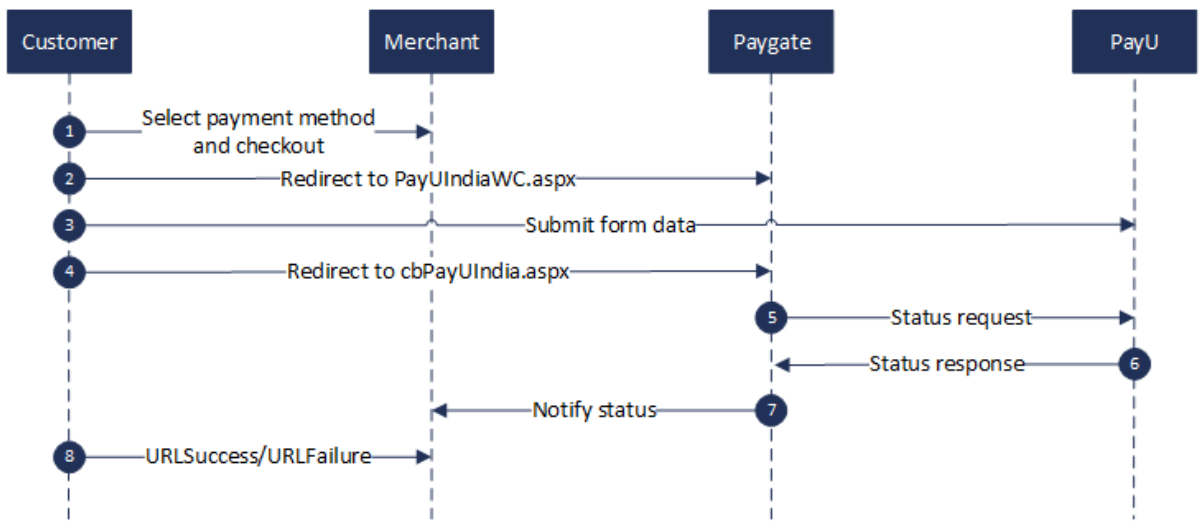 Customer
Merchant
Paygate
PayU
1
Select payment method
and checkout
2
Redirect to PayUIndiaWC.aspx
3
Submit form data
4
Redirect to cbPayUIndia.aspx
5
Status request
Status response
6
Notify status
7
8
URLSuccess/URLFailure